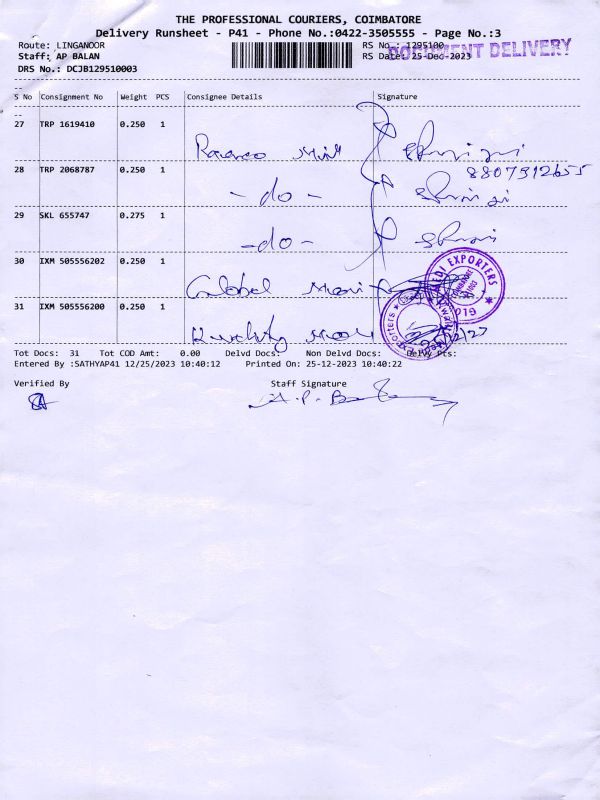 THE PROFESSIONAL COURIERS, COIMBATORE
Delivery Runsheet - P41 - Phone No.:0422-3505555 - Page No.:3
Route: LINGANOOR RS No.: 1295100
DOCUMENT DELIVERY
Staff: AP BALAN RS Date: 25-Dec-2023
DRS No.: DCJB129510003
--
S No Consignment No Weight PCS Consignee Details Signature
--
27 TRP 1619410 0.250 1
28 TRP 2068787 0.250 1 - do - 8807312655
29 SKL 655747 0.275 1 - do -
30 IXM 505556202 0.250 1 Global
EXPORTERS
31 IXM 505556200 0.250 1
Exporters
Tot Docs: 31 Tot COD Amt: 0.00 Delvd Docs: Non Delvd Docs: Delvy Pts:
Entered By :SATHYAP41 12/25/2023 10:40:12 Printed On: 25-12-2023 10:40:22
Verified By Staff Signature
A.P. Bala